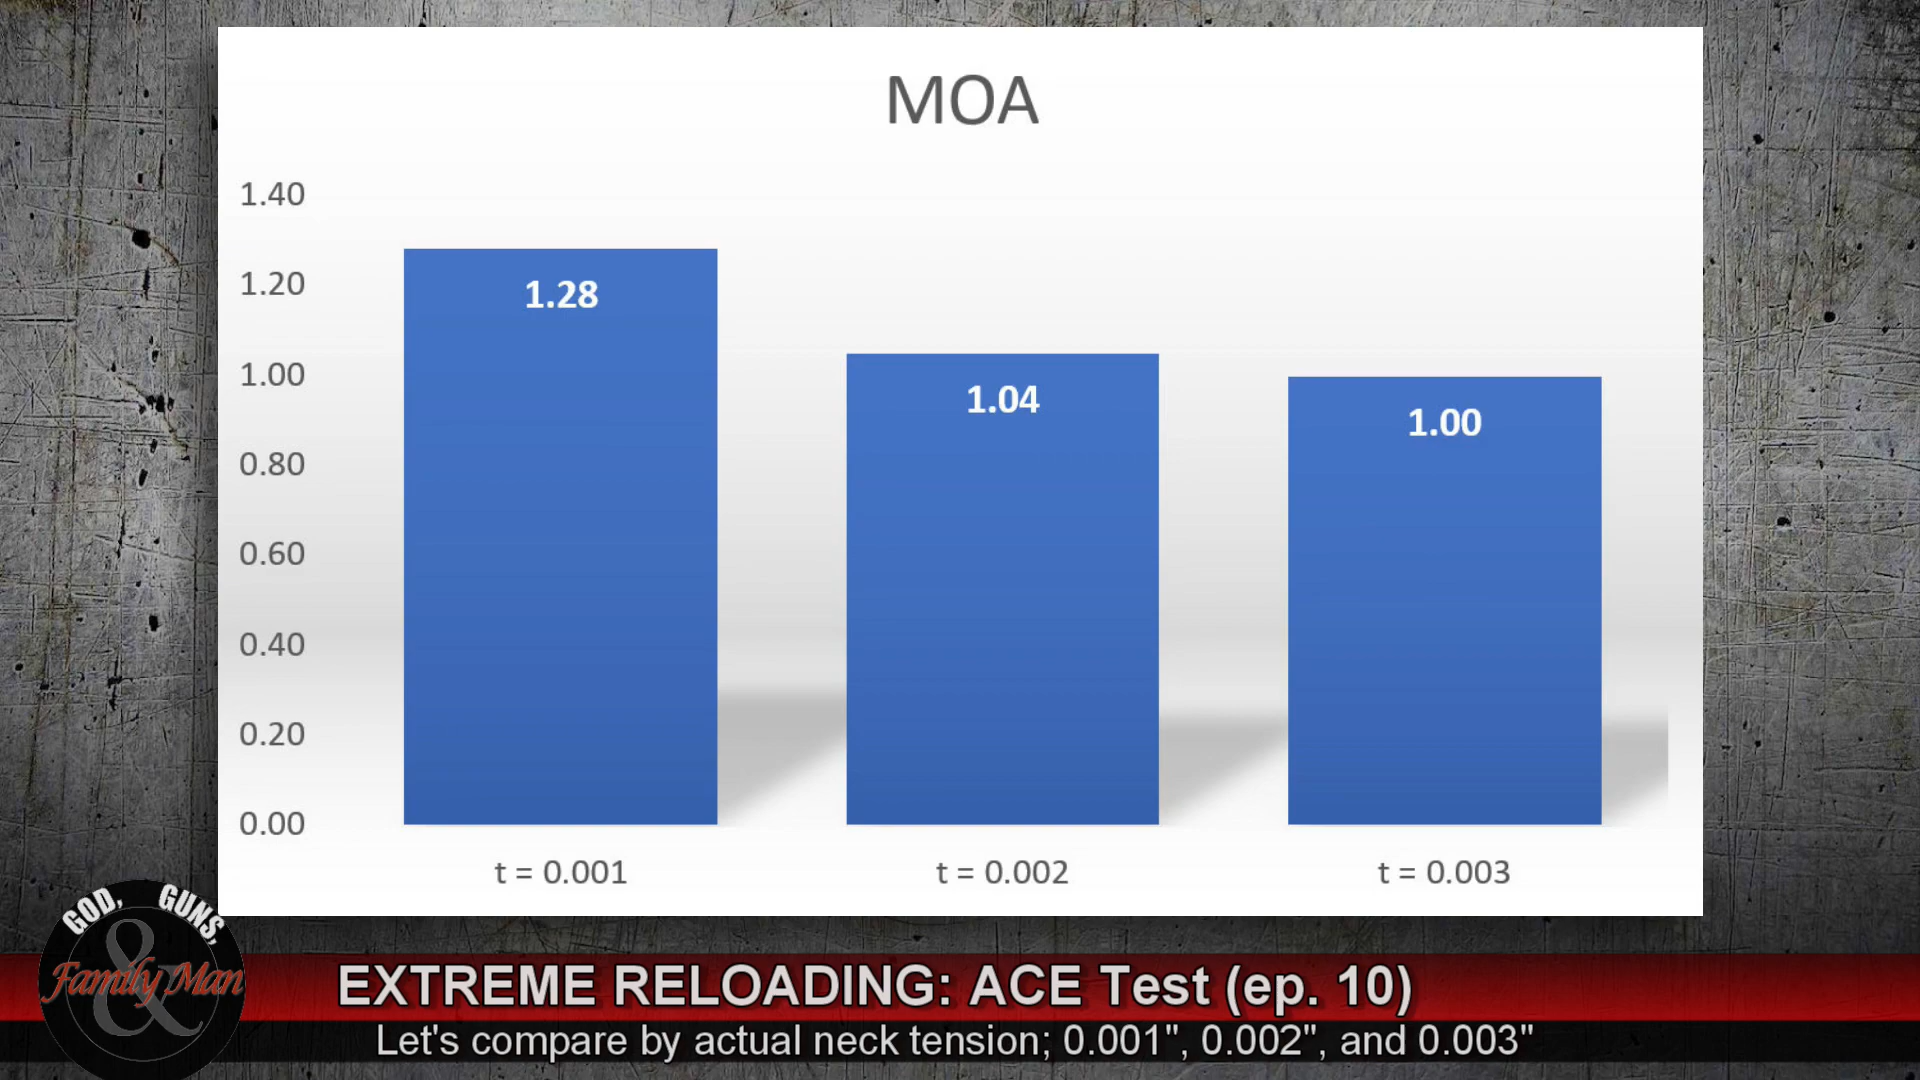 MOA
1.40
1.20
1.00
0.80
0.60
0.40
0.20
0.00
1.28
1.04
1.00
t = 0.001
t = 0.002
t = 0.003
GOD, GUNS,
&
Family Man
EXTREME RELOADING: ACE Test (ep. 10)
Let's compare by actual neck tension; 0.001", 0.002", and 0.003"